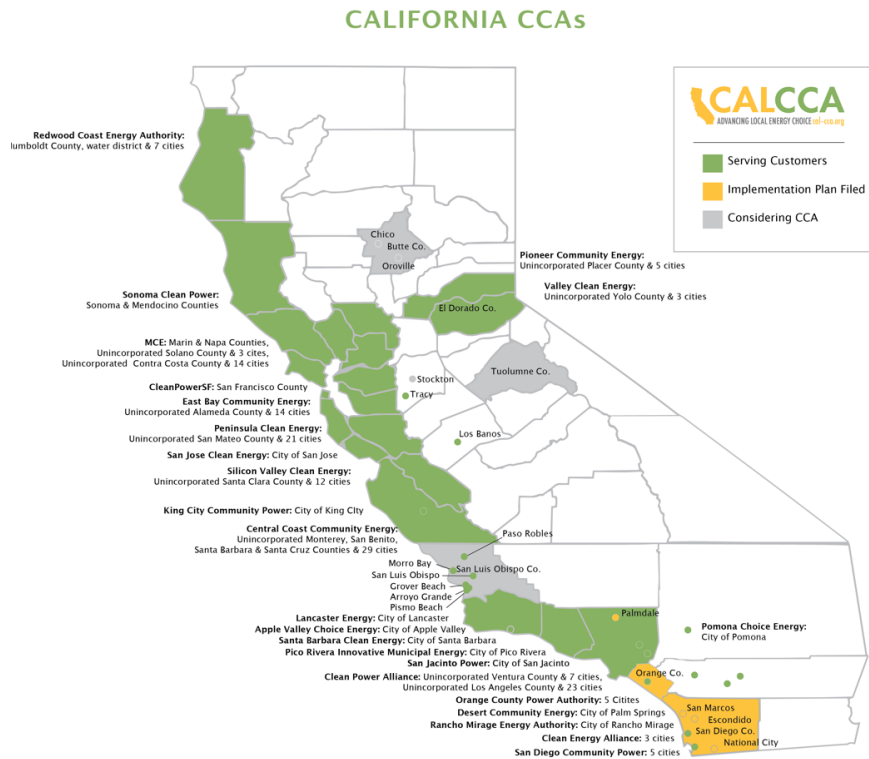 CALIFORNIA CCAs
CALCCA
ADVANCING LOCAL ENERGY CHOICE cal-cca.org
Serving Customers
Implementation Plan Filed
Considering CCA
Redwood Coast Energy Authority:
umboldt County, water district & 7 cities
Chico
Butte Co.
Oroville
Pioneer Community Energy:
Unincorporated Placer County & 5 cities
Valley Clean Energy:
Unincorporated Yolo County & 3 cities
Sonoma Clean Power:
Sonoma & Mendocino Counties
El Dorado Co.
MCE: Marin & Napa Counties,
Unincorporated Solano County & 3 cites,
Unincorporated Contra Costa County & 14 cities
Tuolumne Co.
Stockton
Tracy
CleanPowerSF: San Francisco County
East Bay Community Energy:
Unincorporated Alameda County & 14 cities
Peninsula Clean Energy:
Unincorporated San Mateo County & 21 cities
Los Banos
San Jose Clean Energy: City of San Jose
Silicon Valley Clean Energy:
Unincorporated Santa Clara County & 12 cities
King City Community Power: City of King CIty
Central Coast Community Energy:
Unincorporated Monterey, San Benito,
Santa Barbara & Santa Cruz Counties & 29 cities
Paso Robles
Morro Bay
San Luis Obispo Co.
San Luis Obispo
Grover Beach
Arroyo Grande
Pismo Beach
Lancaster Energy: City of Lancaster
Palmdale
Apple Valley Choice Energy: City of Apple Valley
Pomona Choice Energy:
City of Pomona
Santa Barbara Clean Energy: City of Santa Barbara
Pico Rivera Innovative Municipal Energy: City of Pico Rivera
San Jacinto Power: City of San Jacinto
Clean Power Alliance: Unincorporated Ventura County & 7 cities,
Unincorporated Los Angeles County & 23 cities
Orange Co.
Orange County Power Authority: 5 Citites
Desert Community Energy: City of Palm Springs
Rancho Mirage Energy Authority: City of Rancho Mirage
Clean Energy Alliance: 3 cities
San Diego Community Power: 5 cities
San Marcos
Escondido
San Diego Co.
National City